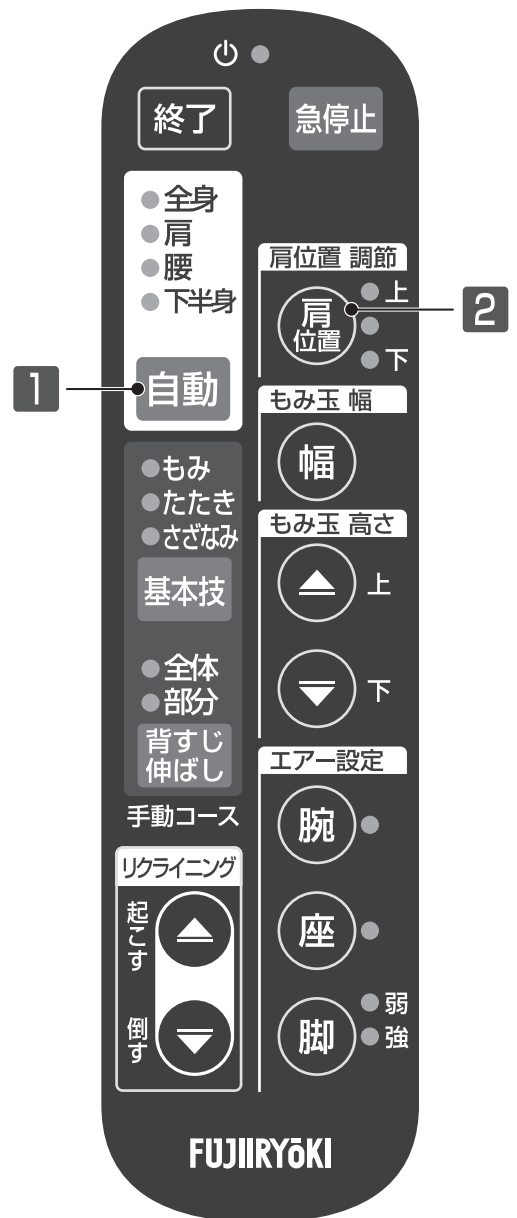 終了
急停止
全身
肩
腰
下半身
自動
1
もみ
たたき
さざなみ
基本技
全体
部分
背すじ
伸ばし
手動コース
リクライニング
起こす
倒す
肩位置 調節
肩
位置
上
下
2
もみ玉 幅
幅
もみ玉 高さ
上
下
エアー設定
腕
座
脚
弱
強
FUJIIRYōKI